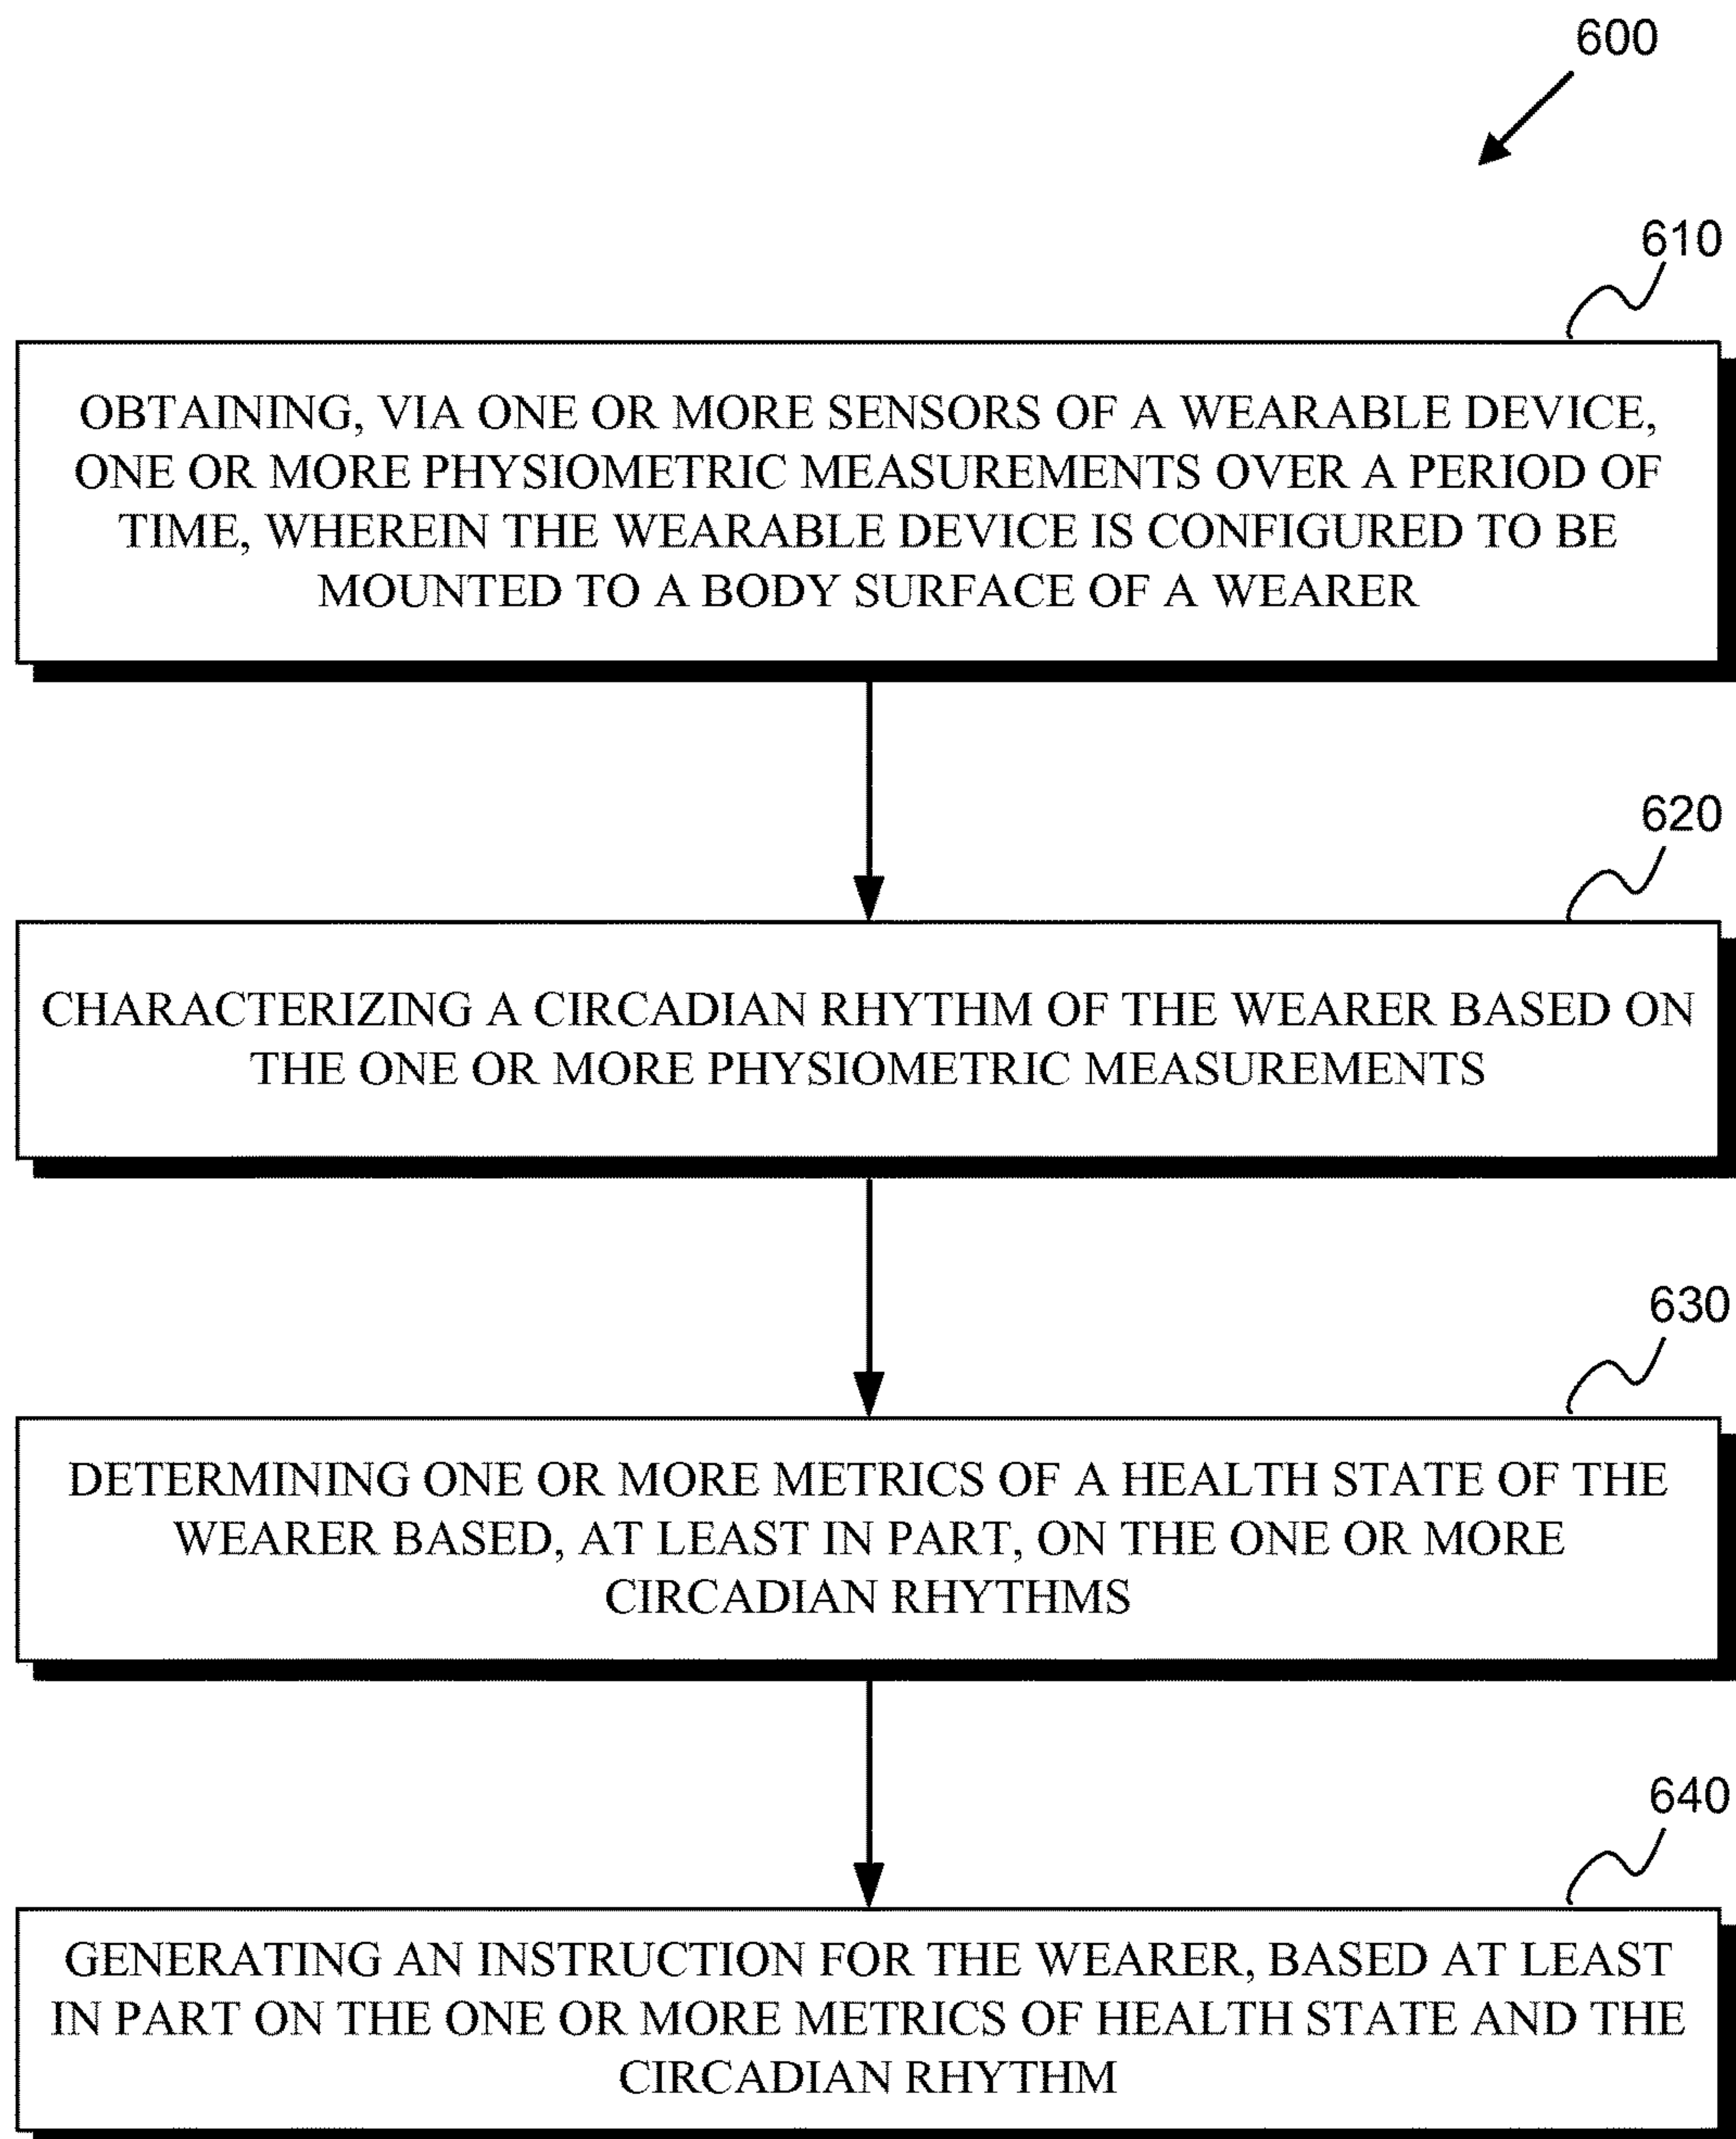 600
610
OBTAINING, VIA ONE OR MORE SENSORS OF A WEARABLE DEVICE,
ONE OR MORE PHYSIOMETRIC MEASUREMENTS OVER A PERIOD OF
TIME, WHEREIN THE WEARABLE DEVICE IS CONFIGURED TO BE
MOUNTED TO A BODY SURFACE OF A WEARER
620
CHARACTERIZING A CIRCADIAN RHYTHM OF THE WEARER BASED ON
THE ONE OR MORE PHYSIOMETRIC MEASUREMENTS
630
DETERMINING ONE OR MORE METRICS OF A HEALTH STATE OF THE
WEARER BASED, AT LEAST IN PART, ON THE ONE OR MORE
CIRCADIAN RHYTHMS
640
GENERATING AN INSTRUCTION FOR THE WEARER, BASED AT LEAST
IN PART ON THE ONE OR MORE METRICS OF HEALTH STATE AND THE
CIRCADIAN RHYTHM